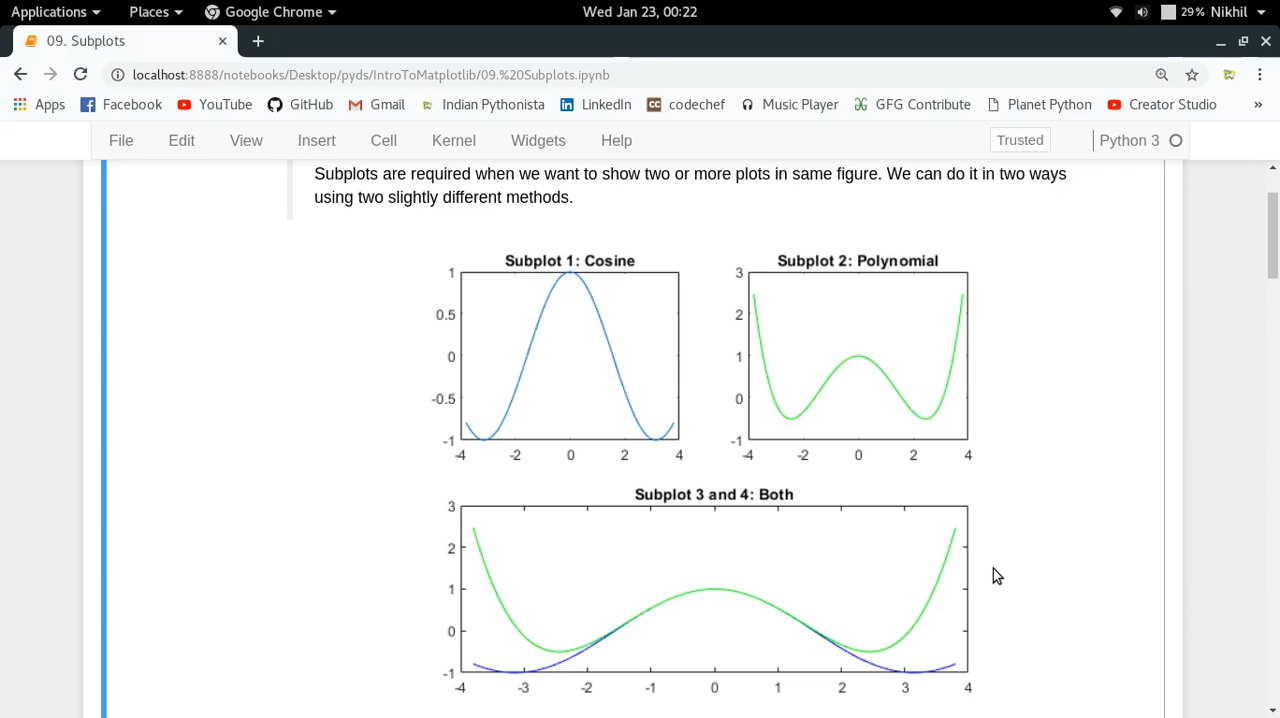 Applications Places Google Chrome Wed Jan 23, 00:22 29% Nikhil
09. Subplots
localhost:8888/notebooks/Desktop/pyds/IntroToMatplotlib/09.%20Subplots.ipynb
Apps Facebook YouTube GitHub Gmail Indian Pythonista LinkedIn codechef Music Player GFG Contribute Planet Python Creator Studio »
File Edit View Insert Cell Kernel Widgets Help Trusted Python 3
Subplots are required when we want to show two or more plots in same figure. We can do it in two ways
using two slightly different methods.
Subplot 1: Cosine
1
0.5
0
-0.5
-1
-4 -2 0 2 4
Subplot 2: Polynomial
3
2
1
0
-1
-4 -2 0 2 4
Subplot 3 and 4: Both
3
2
1
0
-1
-4 -3 -2 -1 0 1 2 3 4